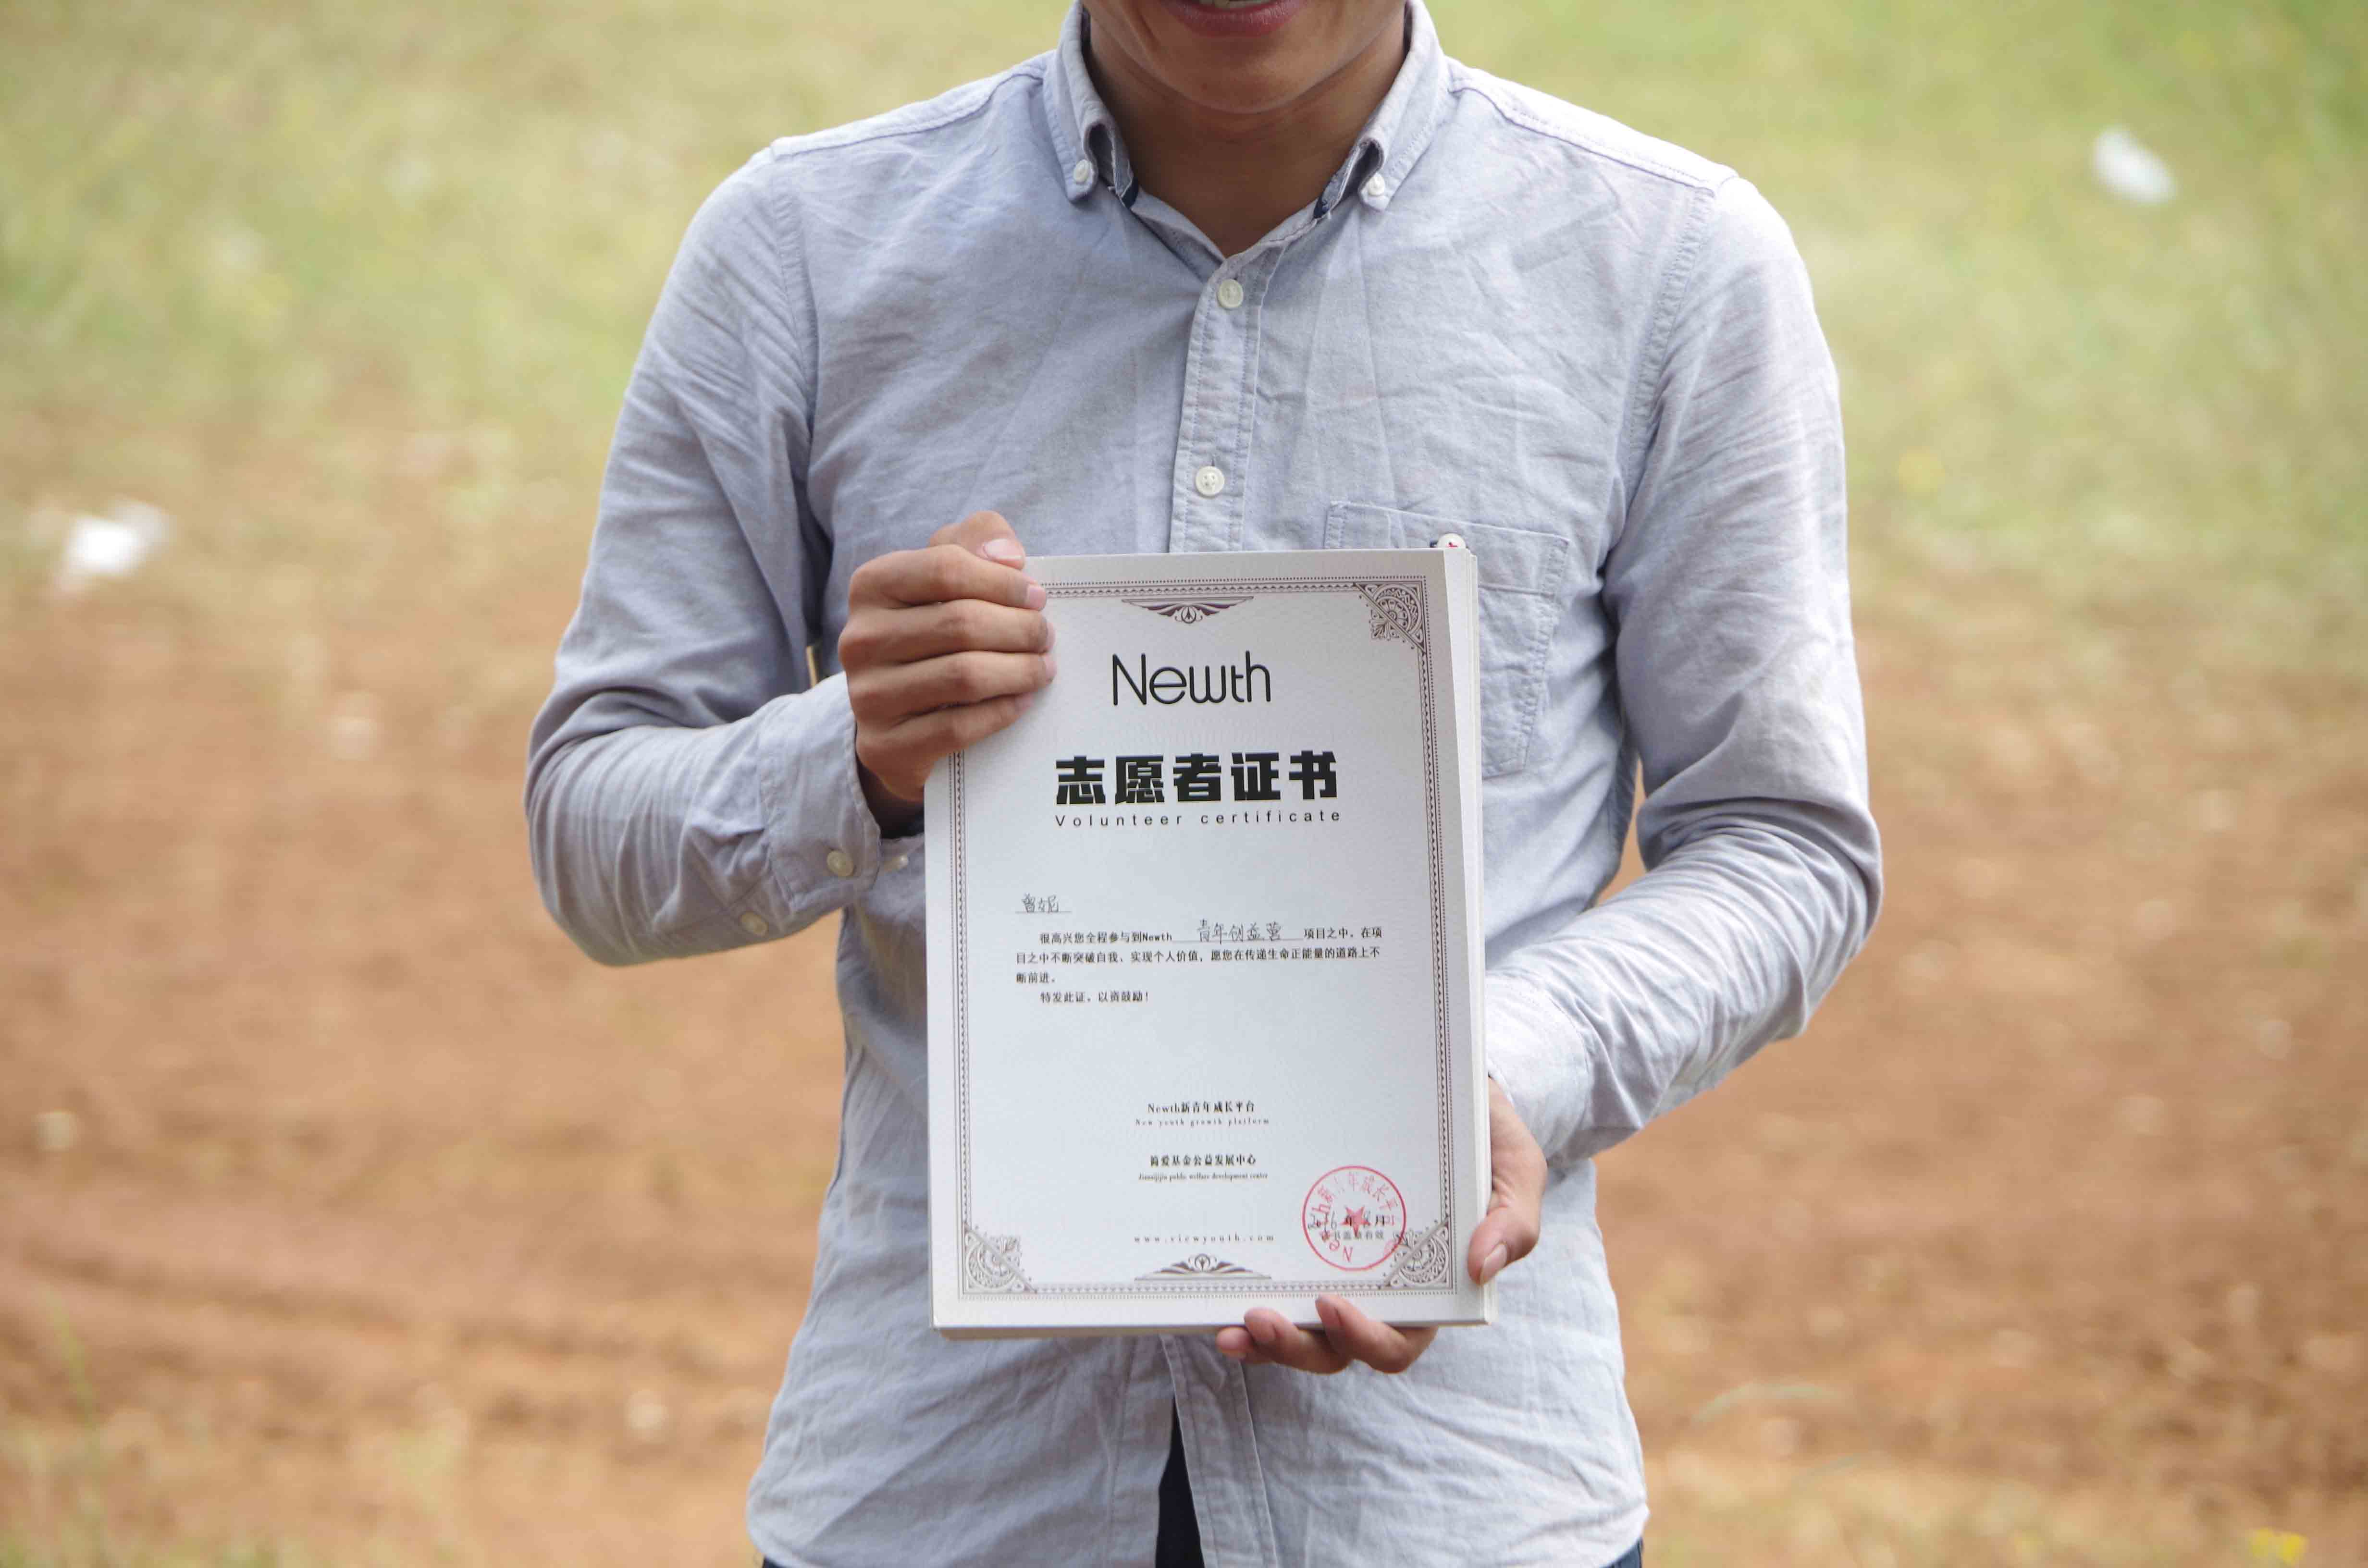 Newth
志愿者证书
Volunteer certificate
曾妮
很高兴您全程参与到Newth 青年创益营 项目之中。在项
目之中不断突破自我、实现个人价值，愿您在传递生命正能量的道路上不
断前进。
特发此证。以资鼓励！
Newth新青年成长平台
New youth growth platform
简爱基金公益发展中心
public welfare development center
www.viewyouth.com
Newth新青年成长平
年 月